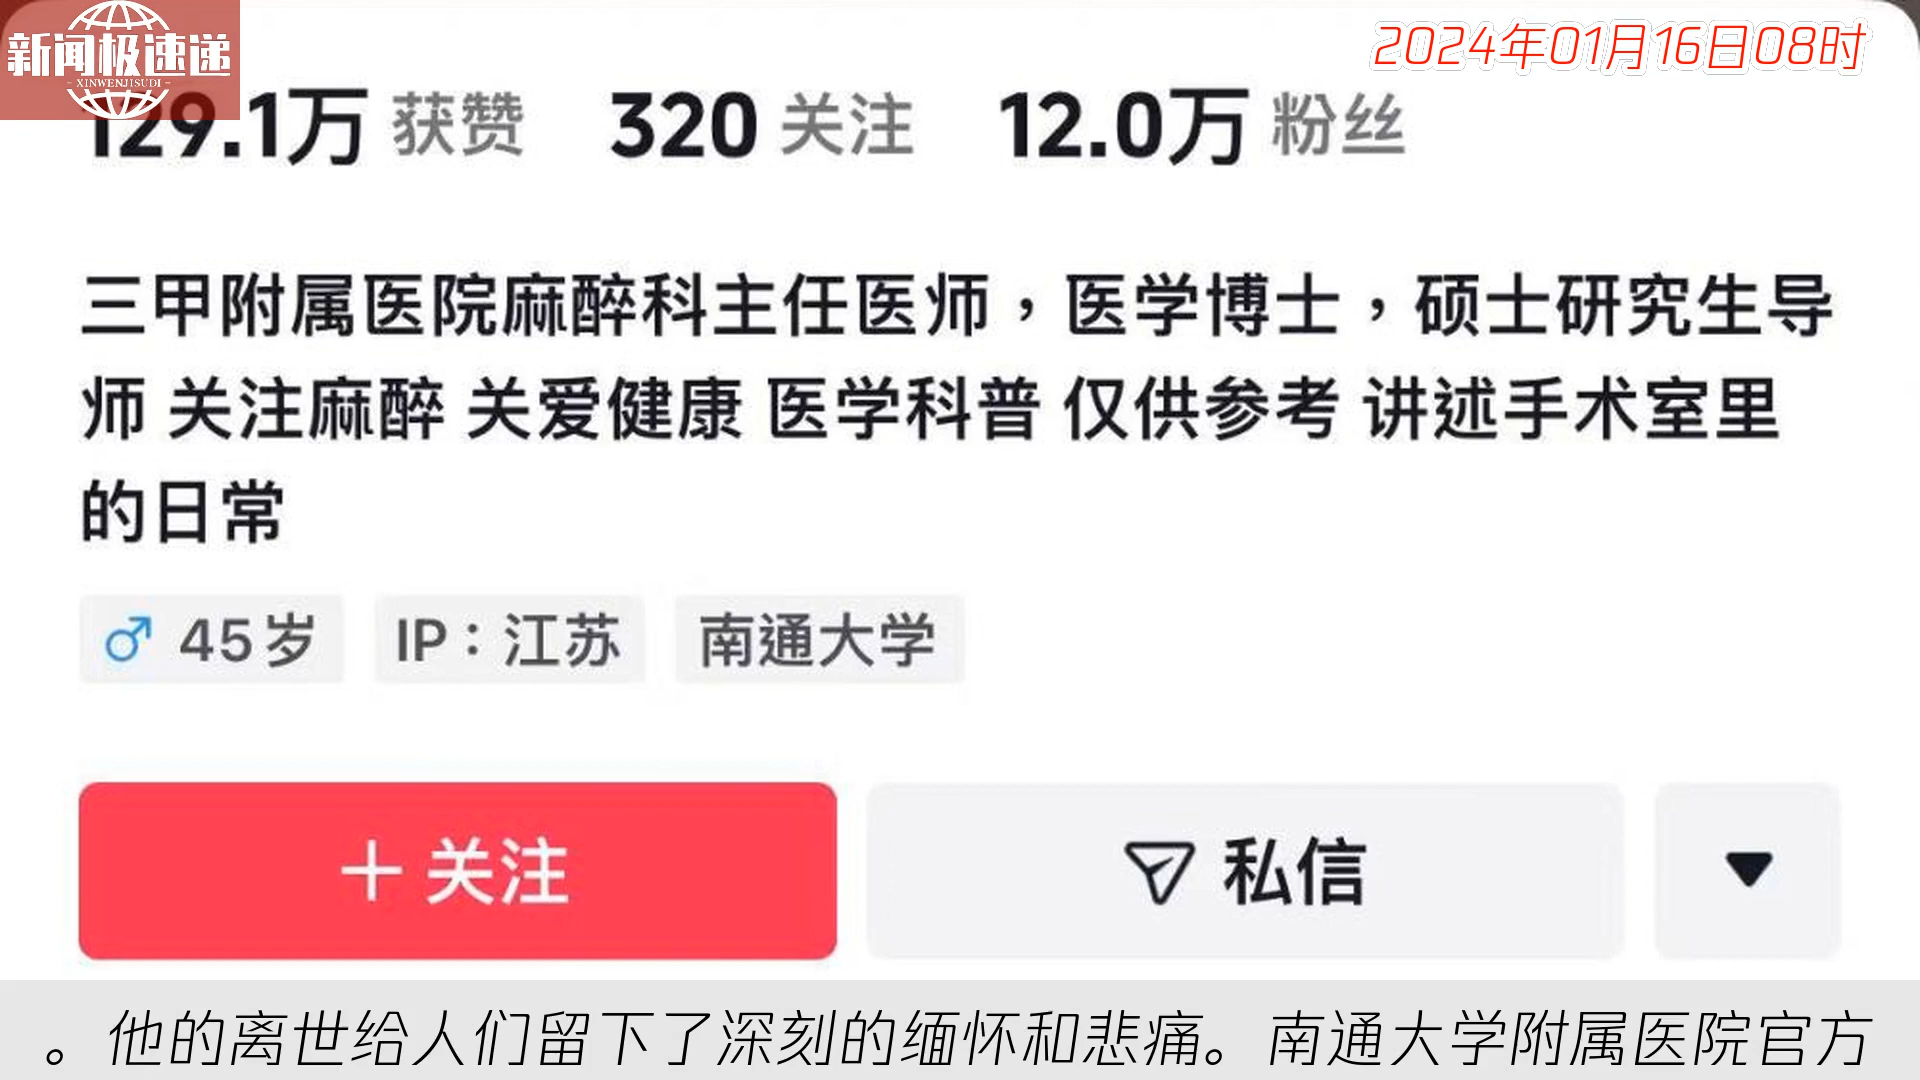 新闻极速递
-XINWENJISUDI-
2024年01月16日08时
129.1万 获赞 320 关注 12.0万 粉丝
三甲附属医院麻醉科主任医师，医学博士，硕士研究生导
师 关注麻醉 关爱健康 医学科普 仅供参考 讲述手术室里
的日常
♂ 45岁 IP：江苏 南通大学
+ 关注 私信
。他的离世给人们留下了深刻的缅怀和悲痛。南通大学附属医院官方